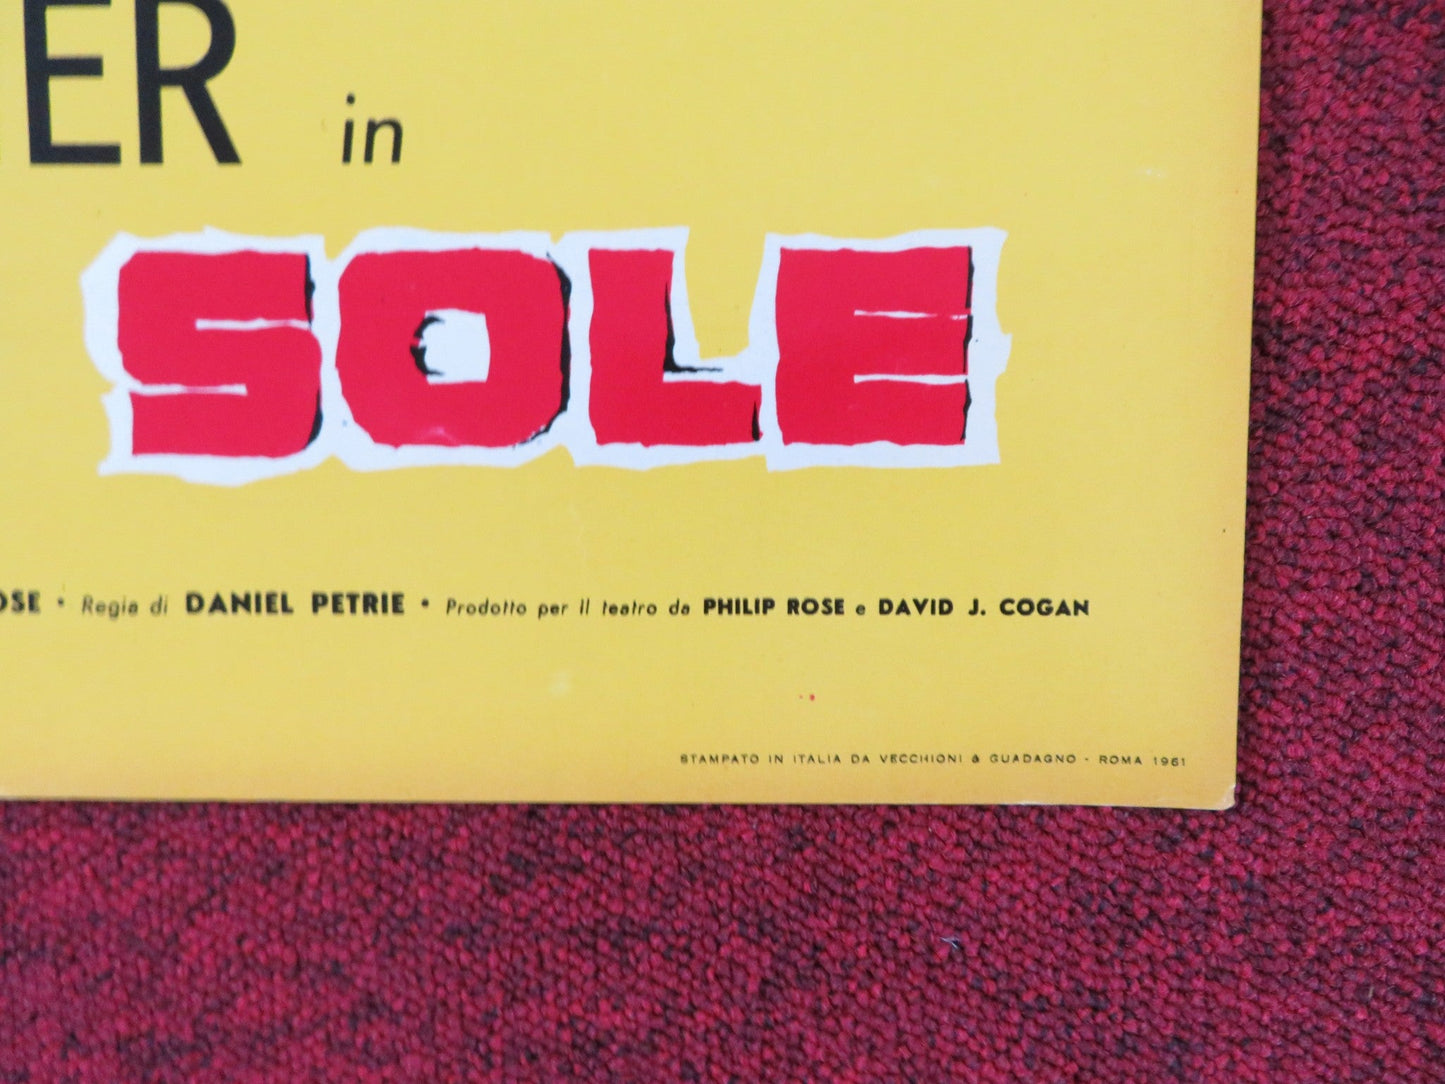 ER in
SOLE
OSE • Regia di DANIEL PETRIE • Prodotto per il teatro da PHILIP ROSE e DAVID J. COGAN
STAMPATO IN ITALIA DA VECCHIONI & GUADAGNO - ROMA 1961